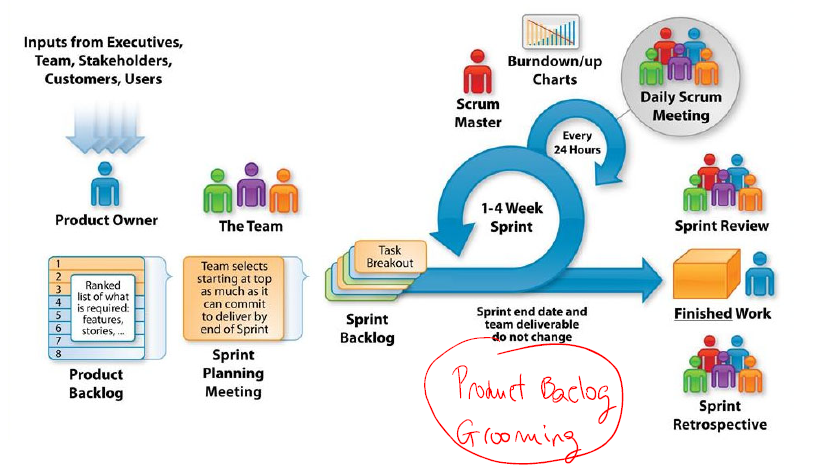 Inputs from Executives,
Team, Stakeholders,
Customers, Users
Product Owner
The Team
1
2
3
4
5
6
7
8
Ranked
list of what
is required:
features,
stories, ...
Product
Backlog
Team selects
starting at top
as much as it
can commit
to deliver by
end of Sprint
Sprint
Planning
Meeting
Task
Breakout
Sprint
Backlog
Scrum
Master
Burndown/up
Charts
Daily Scrum
Meeting
Every
24 Hours
1-4 Week
Sprint
Sprint end date and
team deliverable
do not change
Sprint Review
Finished Work
Sprint
Retrospective
Product Baclog
Grooming